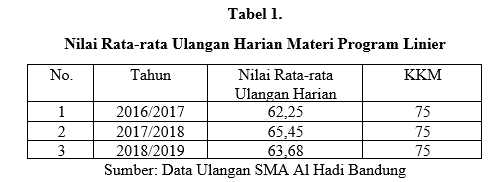 Tabel 1.
Nilai Rata-rata Ulangan Harian Materi Program Linier
No. Tahun Nilai Rata-rata Ulangan Harian KKM
1 2016/2017 62,25 75
2 2017/2018 65,45 75
3 2018/2019 63,68 75
Sumber: Data Ulangan SMA Al Hadi Bandung